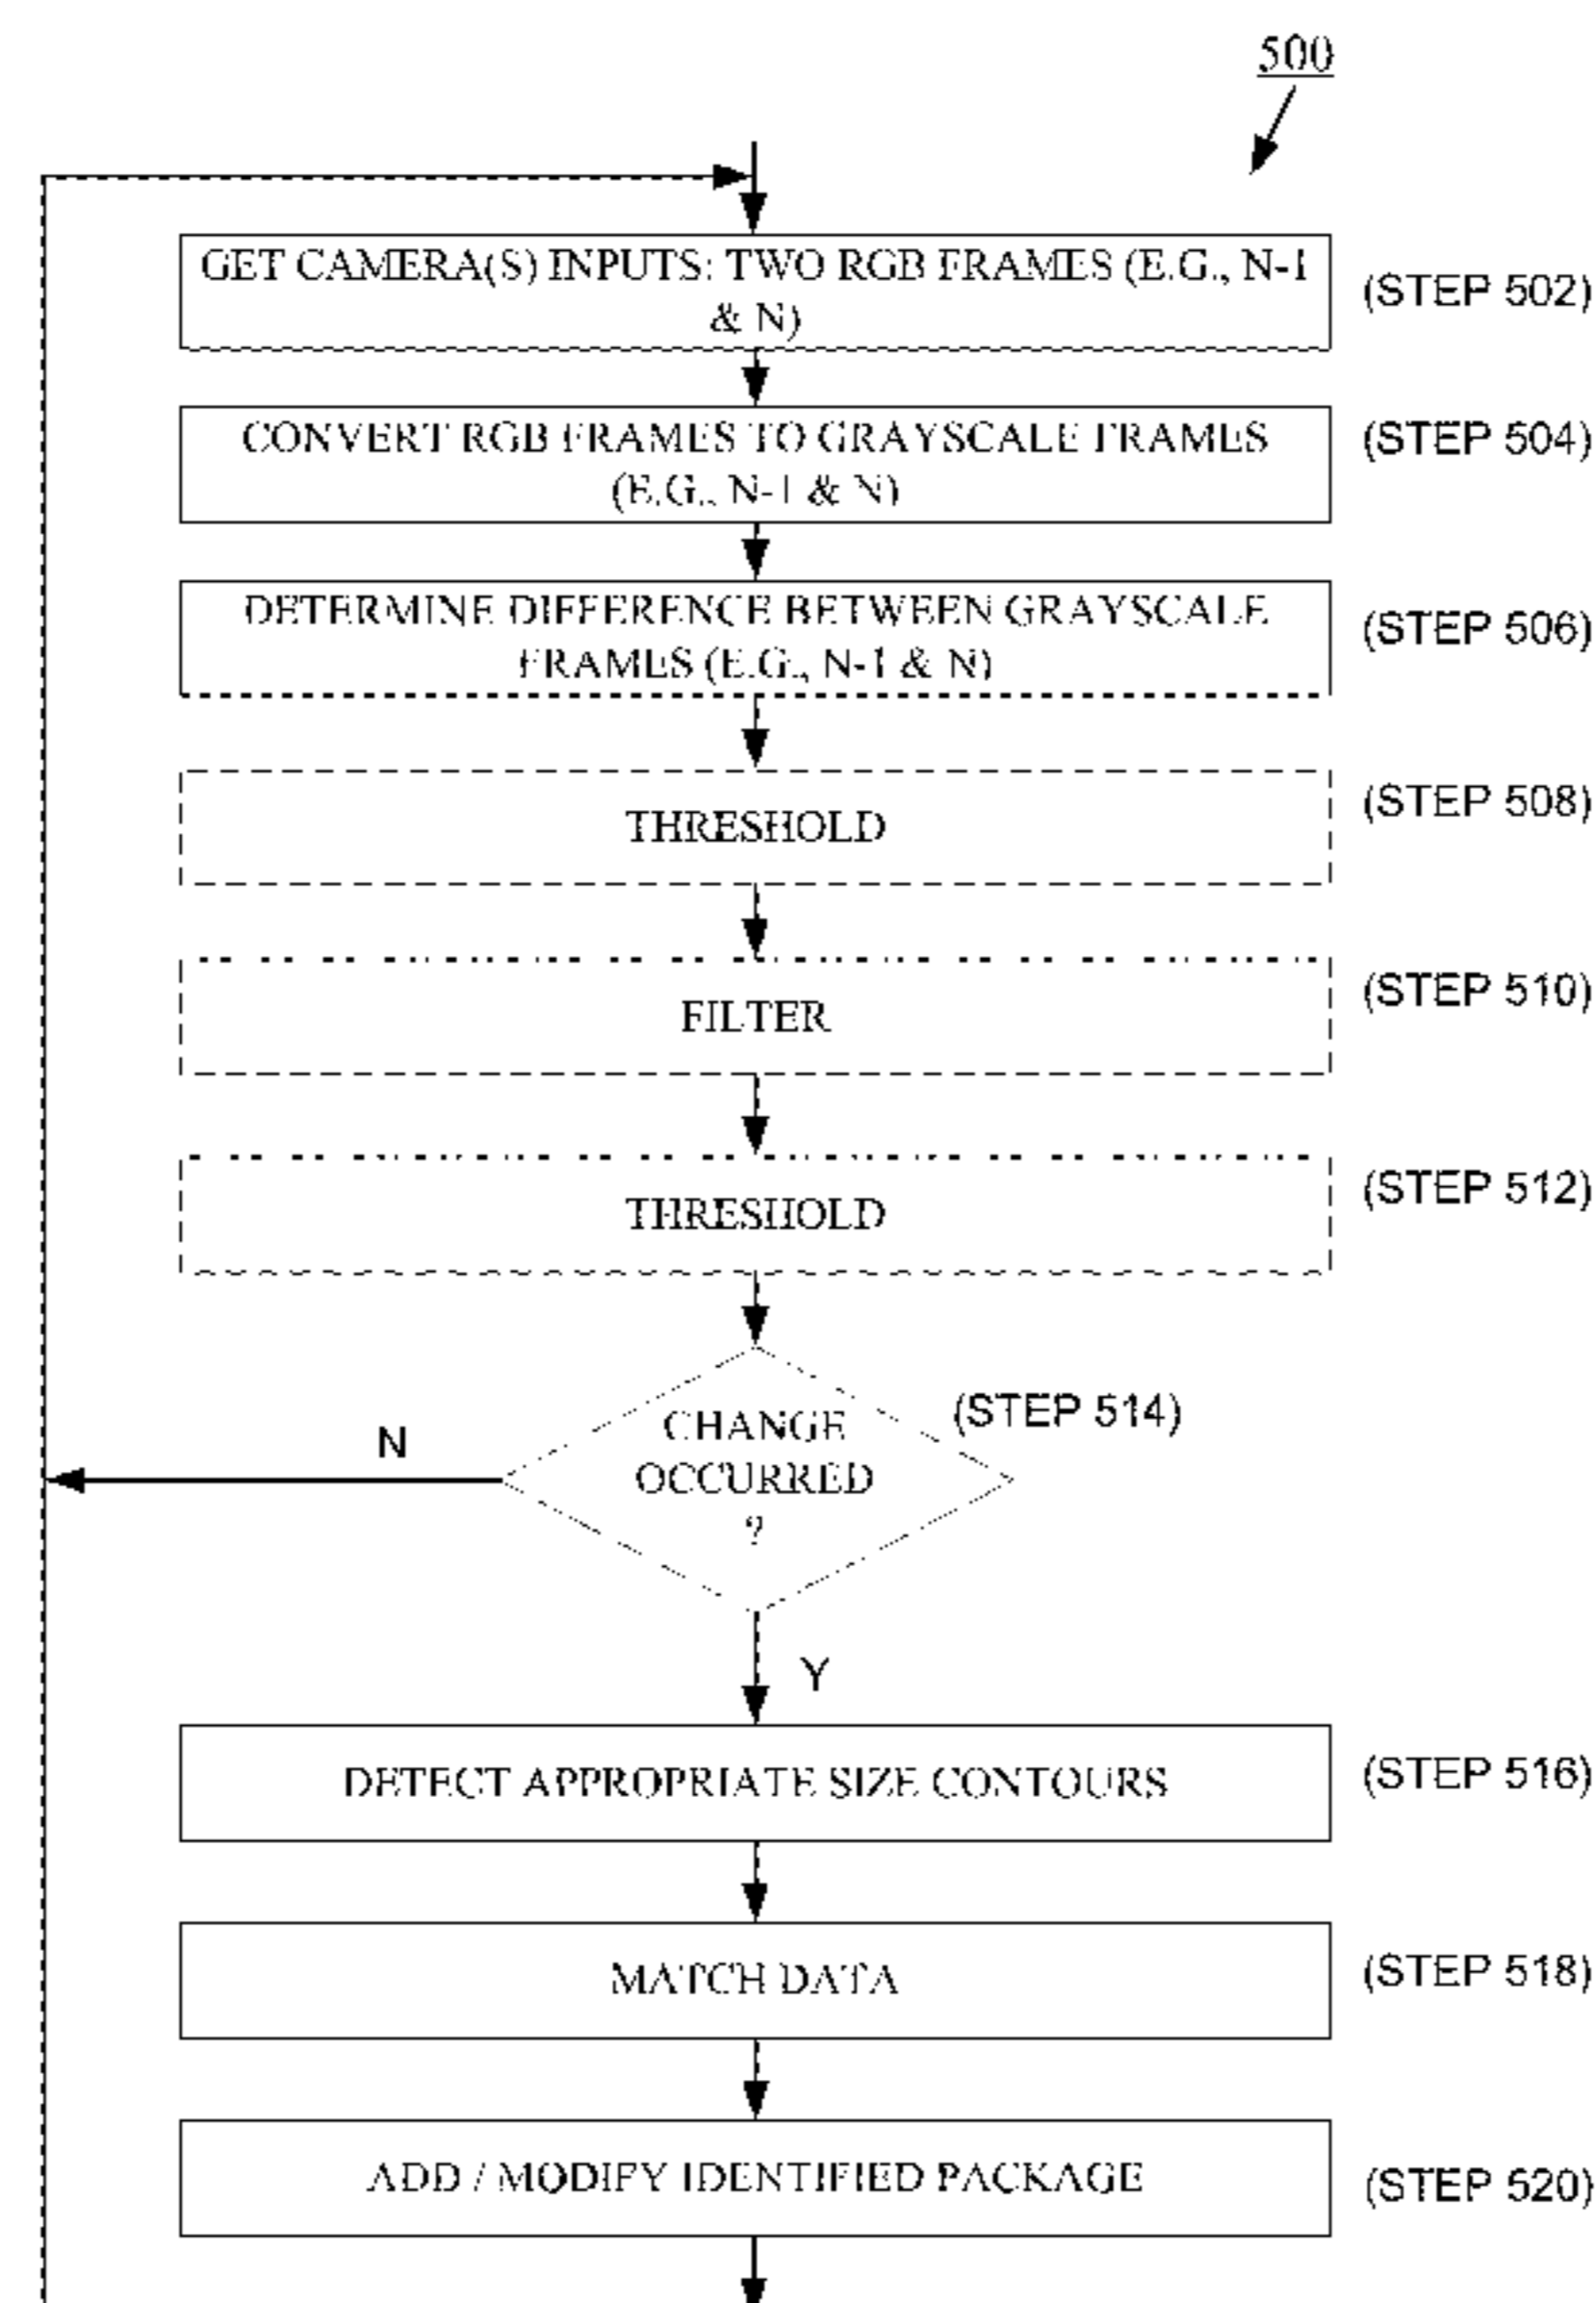 500
GET CAMERA(S) INPUTS: TWO RGB FRAMES (E.G., N-1
& N)
(STEP 502)
CONVERT RGB FRAMES TO GRAYSCALE FRAMES
(E.G., N-1 & N)
(STEP 504)
DETERMINE DIFFERENCE BETWEEN GRAYSCALE
FRAMES (E.G., N-1 & N)
(STEP 506)
THRESHOLD
(STEP 508)
FILTER
(STEP 510)
THRESHOLD
(STEP 512)
CHANGE
OCCURRED
?
(STEP 514)
N
Y
DETECT APPROPRIATE SIZE CONTOURS
(STEP 516)
MATCH DATA
(STEP 518)
ADD / MODIFY IDENTIFIED PACKAGE
(STEP 520)